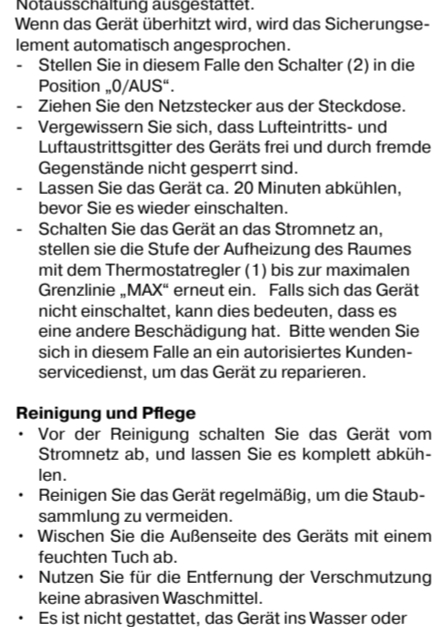 Notausschaltung ausgestattet.
Wenn das Gerät überhitzt wird, wird das Sicherungse-
lement automatisch angesprochen.
- Stellen Sie in diesem Falle den Schalter (2) in die
Position „0/AUS“.
- Ziehen Sie den Netzstecker aus der Steckdose.
- Vergewissern Sie sich, dass Lufteintritts- und
Luftaustrittsgitter des Geräts frei und durch fremde
Gegenstände nicht gesperrt sind.
- Lassen Sie das Gerät ca. 20 Minuten abkühlen,
bevor Sie es wieder einschalten.
- Schalten Sie das Gerät an das Stromnetz an,
stellen sie die Stufe der Aufheizung des Raumes
mit dem Thermostatregler (1) bis zur maximalen
Grenzlinie „MAX“ erneut ein. Falls sich das Gerät
nicht einschaltet, kann dies bedeuten, dass es
eine andere Beschädigung hat. Bitte wenden Sie
sich in diesem Falle an ein autorisiertes Kunden-
servicedienst, um das Gerät zu reparieren.
Reinigung und Pflege
• Vor der Reinigung schalten Sie das Gerät vom
Stromnetz ab, und lassen Sie es komplett abküh-
len.
• Reinigen Sie das Gerät regelmäßig, um die Staub-
sammlung zu vermeiden.
• Wischen Sie die Außenseite des Geräts mit einem
feuchten Tuch ab.
• Nutzen Sie für die Entfernung der Verschmutzung
keine abrasiven Waschmittel.
• Es ist nicht gestattet, das Gerät ins Wasser oder